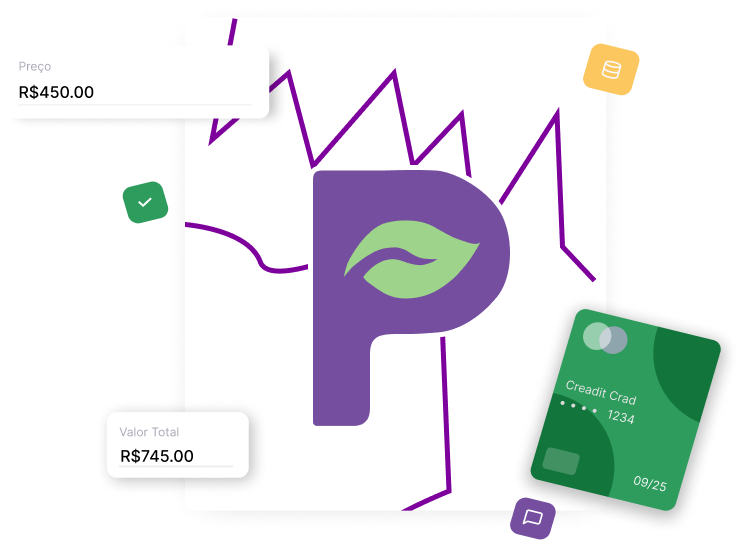 Preço
R$450.00
P
Creadit Crad
•••• 1234
09/25
Valor Total
R$745.00